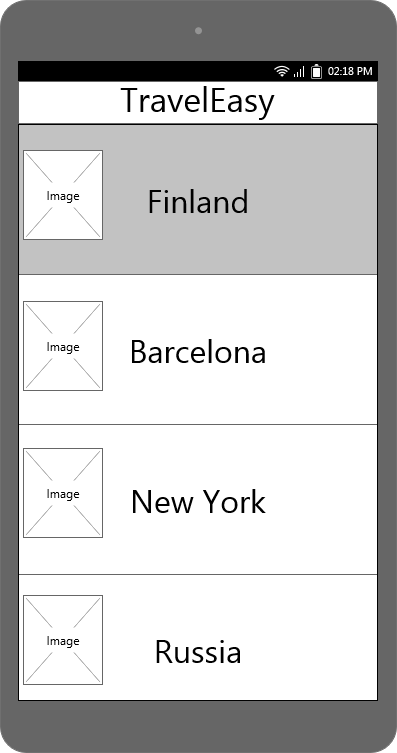 02:18 PM
TravelEasy
Image
Finland
Image
Barcelona
Image
New York
Image
Russia